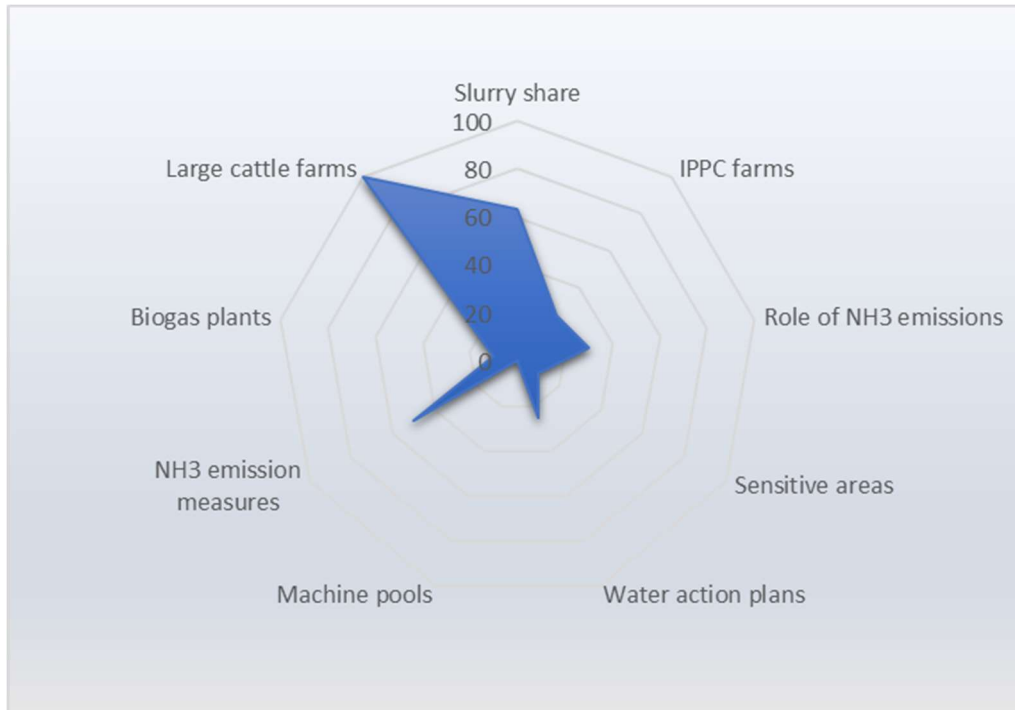 Slurry share
100
Large cattle farms
80
IPPC farms
60
40
Biogas plants
20
Role of NH3 emissions
0
NH3 emission
measures
Sensitive areas
Machine pools
Water action plans